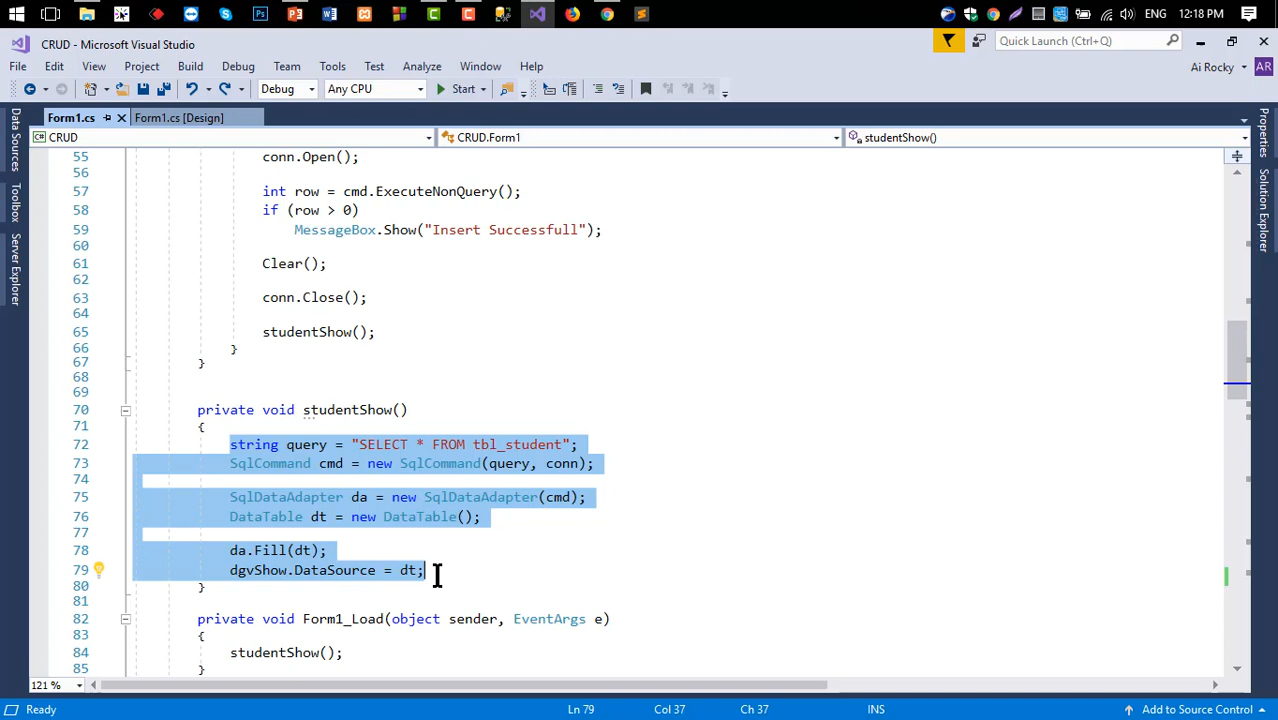 ENG 12:18 PM
CRUD - Microsoft Visual Studio
Quick Launch (Ctrl+Q)
File Edit View Project Build Debug Team Tools Test Analyze Window Help
Ai Rocky AR
Debug Any CPU Start
Form1.cs Form1.cs [Design]
CRUD CRUD.Form1 studentShow()
Data Sources
Toolbox
Server Explorer
Properties
Solution Explorer
55 conn.Open();
56
57 int row = cmd.ExecuteNonQuery();
58 if (row > 0)
59 MessageBox.Show("Insert Successfull");
60
61 Clear();
62
63 conn.Close();
64
65 studentShow();
66 }
67 }
68
69
70 private void studentShow()
71 {
72 string query = "SELECT * FROM tbl_student";
73 SqlCommand cmd = new SqlCommand(query, conn);
74
75 SqlDataAdapter da = new SqlDataAdapter(cmd);
76 DataTable dt = new DataTable();
77
78 da.Fill(dt);
79 dgvShow.DataSource = dt;
80 }
81
82 private void Form1_Load(object sender, EventArgs e)
83 {
84 studentShow();
85 }
121 %
Ready Ln 79 Col 37 Ch 37 INS Add to Source Control